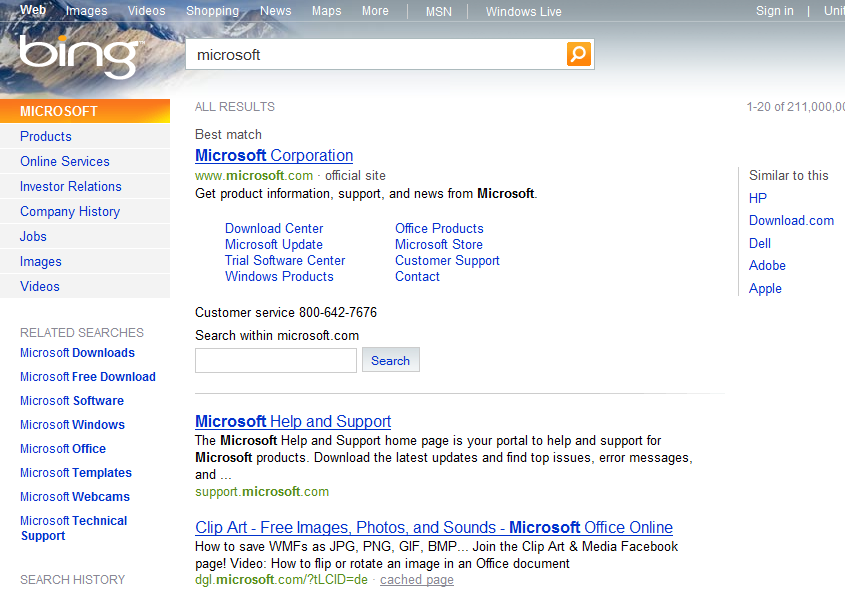 Web Images Videos Shopping News Maps More MSN Windows Live Sign in
bing
microsoft
MICROSOFT
Products
Online Services
Investor Relations
Company History
Jobs
Images
Videos
RELATED SEARCHES
Microsoft Downloads
Microsoft Free Download
Microsoft Software
Microsoft Windows
Microsoft Office
Microsoft Templates
Microsoft Webcams
Microsoft Technical
Support
SEARCH HISTORY
ALL RESULTS
1-20 of 211,000,00
Best match
Microsoft Corporation
www.microsoft.com · official site
Get product information, support, and news from Microsoft.
Download Center Office Products
Microsoft Update Microsoft Store
Trial Software Center Customer Support
Windows Products Contact
Customer service 800-642-7676
Search within microsoft.com
Search
Microsoft Help and Support
The Microsoft Help and Support home page is your portal to help and support for
Microsoft products. Download the latest updates and find top issues, error messages,
and ...
support.microsoft.com
Clip Art - Free Images, Photos, and Sounds - Microsoft Office Online
How to save WMFs as JPG, PNG, GIF, BMP... Join the Clip Art & Media Facebook
page! Video: How to flip or rotate an image in an Office document
dgl.microsoft.com/?tLCID=de · cached page
Similar to this
HP
Download.com
Dell
Adobe
Apple